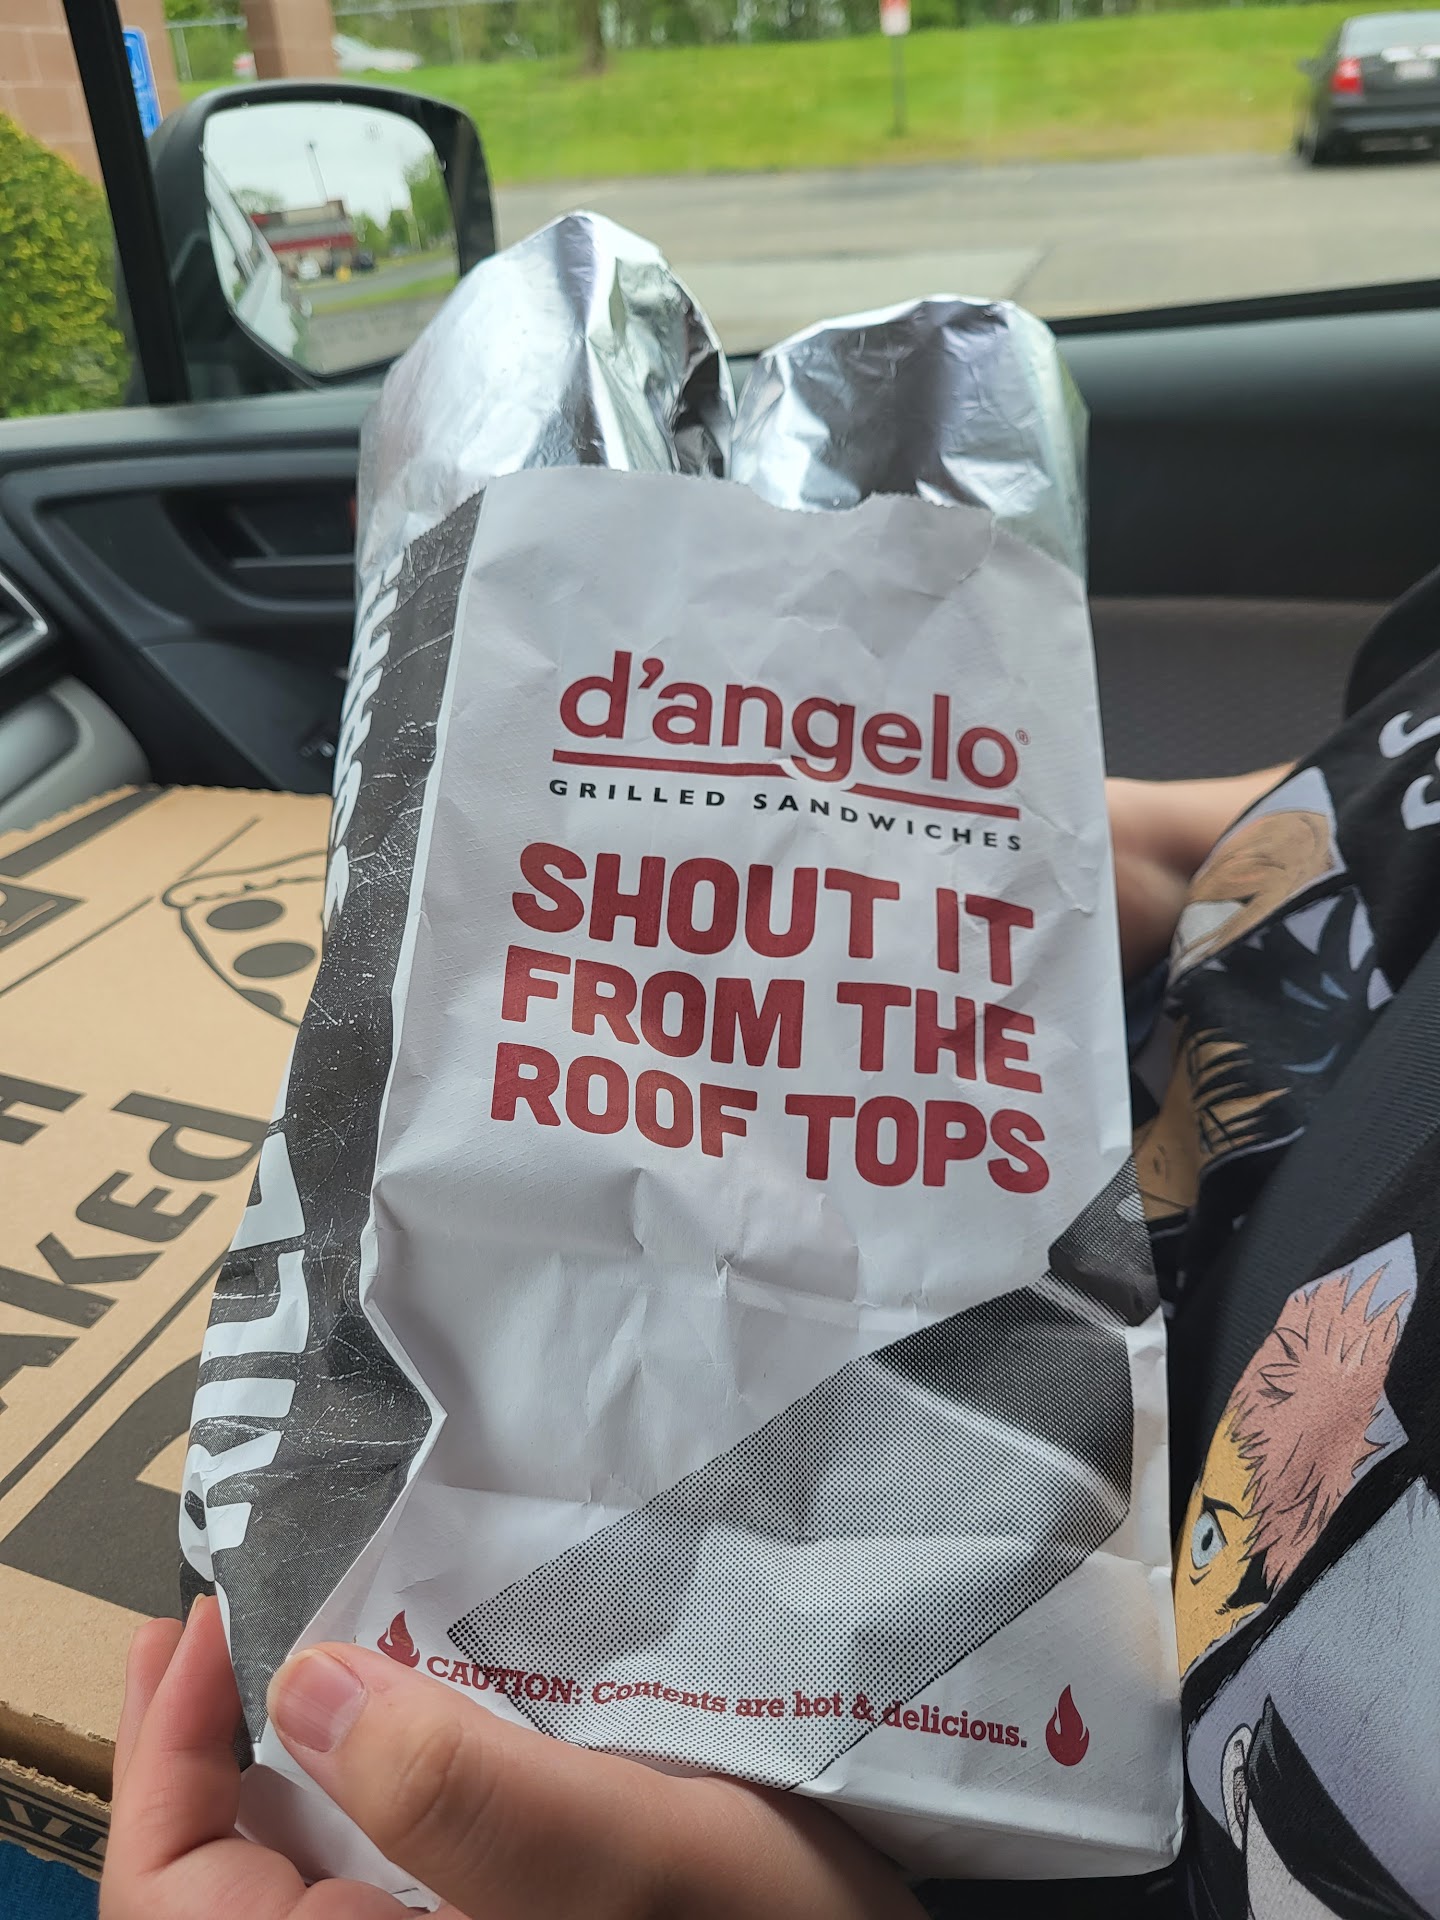 d'angelo®
GRILLED SANDWICHES
SHOUT IT
FROM THE
ROOF TOPS
CAUTION: Contents are hot & delicious.